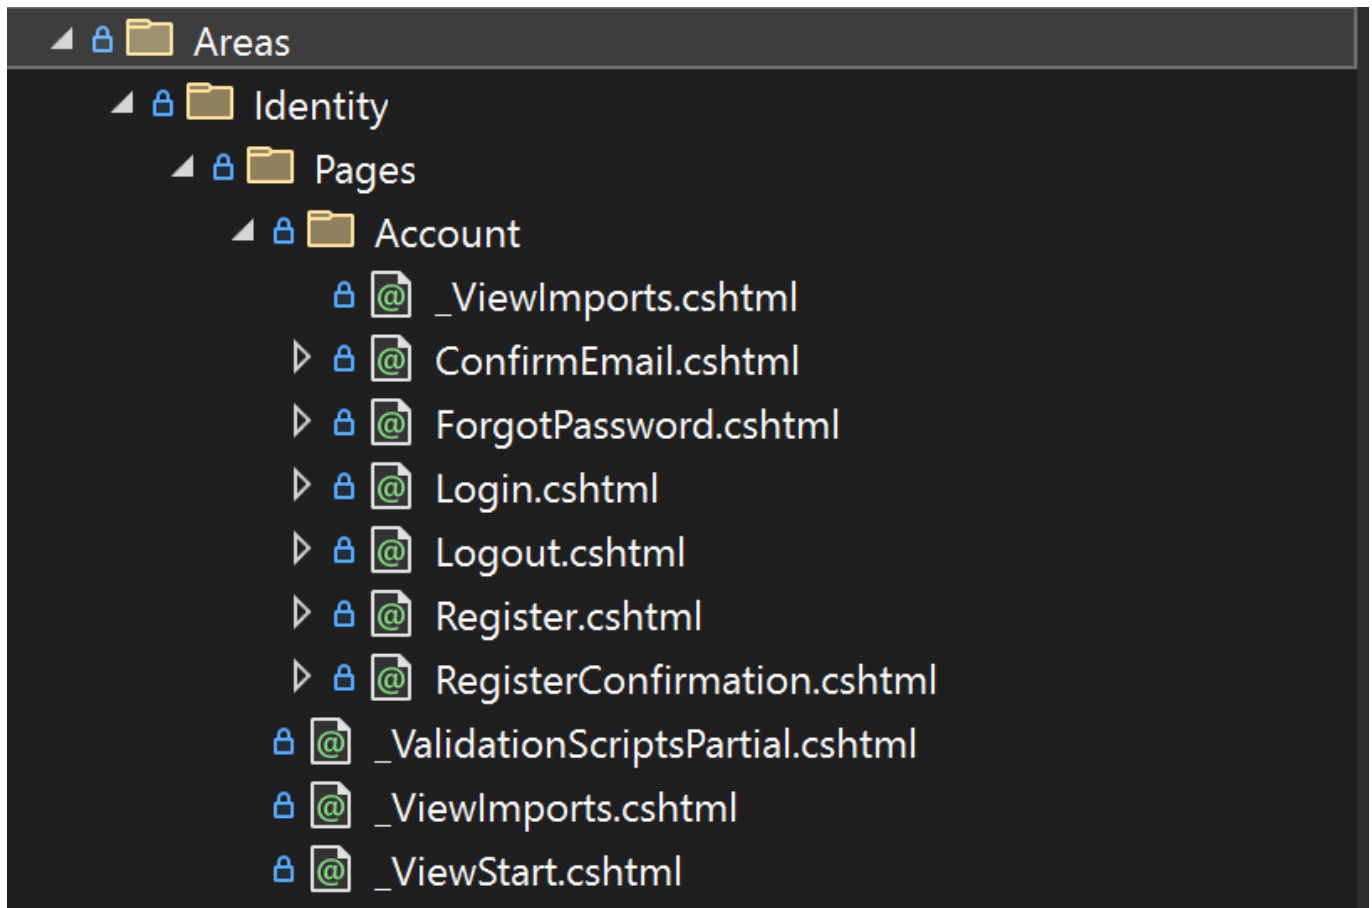 Areas
Identity
Pages
Account
_ViewImports.cshtml
ConfirmEmail.cshtml
ForgotPassword.cshtml
Login.cshtml
Logout.cshtml
Register.cshtml
RegisterConfirmation.cshtml
_ValidationScriptsPartial.cshtml
_ViewImports.cshtml
_ViewStart.cshtml